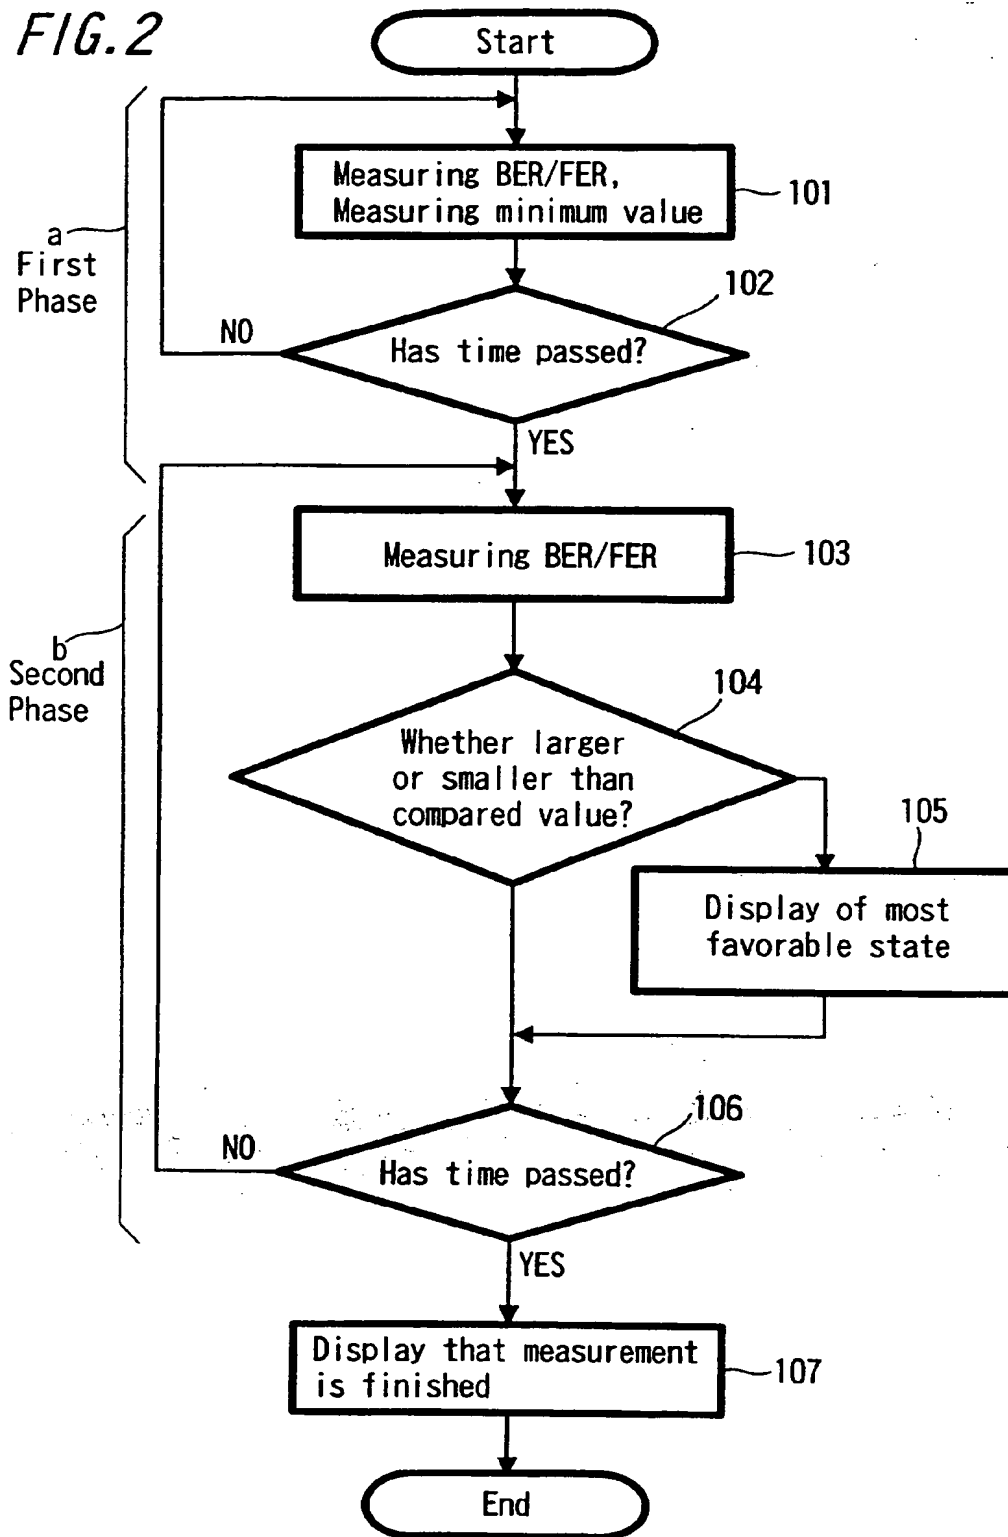 FIG.2
Start
Measuring BER/FER,
Measuring minimum value
101
a
First
Phase
102
Has time passed?
NO
YES
Measuring BER/FER
103
b
Second
Phase
104
Whether larger
or smaller than
compared value?
105
Display of most
favorable state
106
Has time passed?
NO
YES
Display that measurement
is finished
107
End